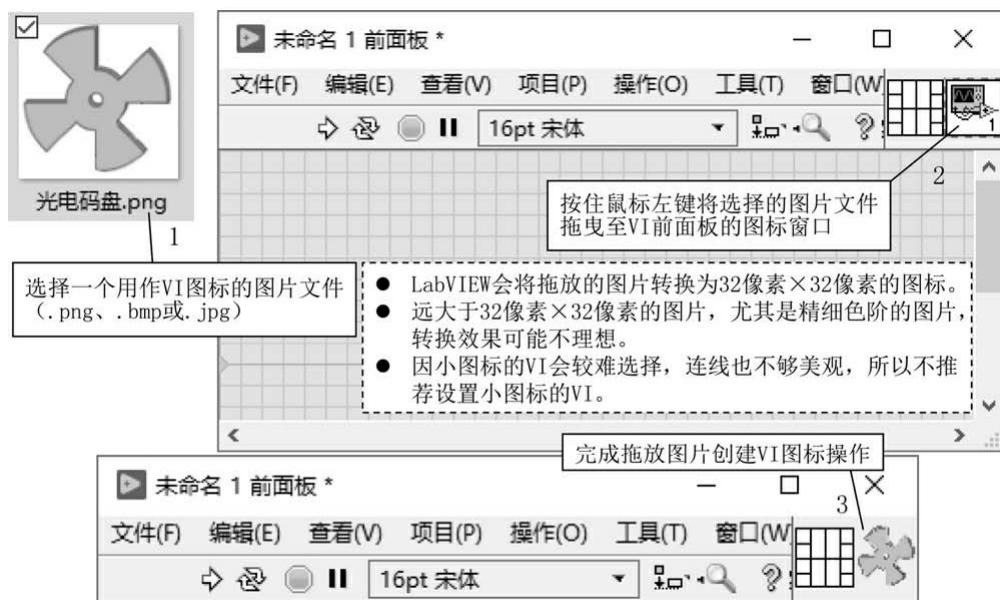 光电码盘.png
1
选择一个用作VI图标的图片文件
（.png、.bmp或.jpg）
未命名 1 前面板 *
文件(F) 编辑(E) 查看(V) 项目(P) 操作(O) 工具(T) 窗口(W
16pt 宋体
1
2
按住鼠标左键将选择的图片文件
拖曳至VI前面板的图标窗口
● LabVIEW会将拖放的图片转换为32像素×32像素的图标。
● 远大于32像素×32像素的图片，尤其是精细色阶的图片，
转换效果可能不理想。
● 因小图标的VI会较难选择，连线也不够美观，所以不推
荐设置小图标的VI。
完成拖放图片创建VI图标操作
3
未命名 1 前面板 *
文件(F) 编辑(E) 查看(V) 项目(P) 操作(O) 工具(T) 窗口(W
16pt 宋体